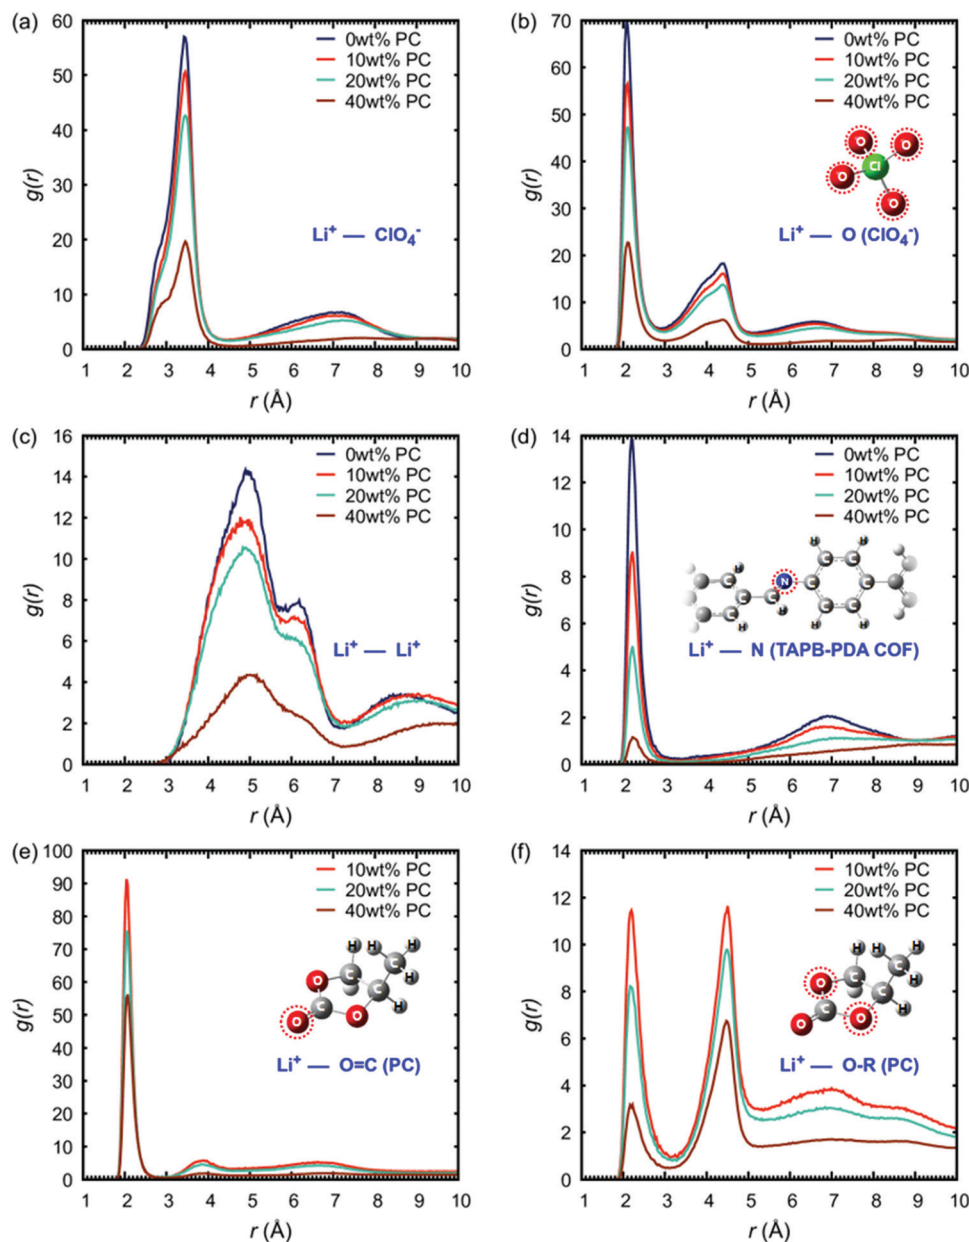 (a)
60
50
40
30
20
10
0
g(r)
0wt% PC
10wt% PC
20wt% PC
40wt% PC
Li⁺ — ClO₄⁻
1 2 3 4 5 6 7 8 9 10
r (Å)
(b)
70
60
50
40
30
20
10
0
g(r)
0wt% PC
10wt% PC
20wt% PC
40wt% PC
O O O Cl O
Li⁺ — O (ClO₄⁻)
1 2 3 4 5 6 7 8 9 10
r (Å)
(c)
16
14
12
10
8
6
4
2
0
g(r)
0wt% PC
10wt% PC
20wt% PC
40wt% PC
Li⁺ — Li⁺
1 2 3 4 5 6 7 8 9 10
r (Å)
(d)
14
12
10
8
6
4
2
0
g(r)
0wt% PC
10wt% PC
20wt% PC
40wt% PC
H H H
C C N C C C C
C C C H C C
H H H
Li⁺ — N (TAPB-PDA COF)
1 2 3 4 5 6 7 8 9 10
r (Å)
(e)
100
90
80
70
60
50
40
30
20
10
0
g(r)
10wt% PC
20wt% PC
40wt% PC
H H H
O C C H
O C O C H
Li⁺ — O=C (PC)
1 2 3 4 5 6 7 8 9 10
r (Å)
(f)
14
12
10
8
6
4
2
0
g(r)
10wt% PC
20wt% PC
40wt% PC
H H H
O C C H
O C O C H
Li⁺ — O-R (PC)
1 2 3 4 5 6 7 8 9 10
r (Å)